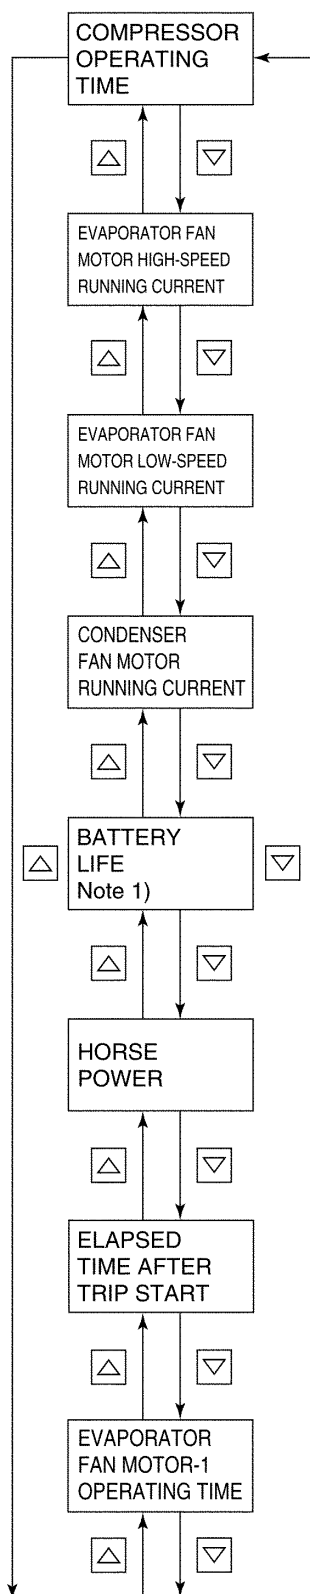 COMPRESSOR
OPERATING
TIME
EVAPORATOR FAN
MOTOR HIGH-SPEED
RUNNING CURRENT
EVAPORATOR FAN
MOTOR LOW-SPEED
RUNNING CURRENT
CONDENSER
FAN MOTOR
RUNNING CURRENT
BATTERY
LIFE
Note 1)
HORSE
POWER
ELAPSED
TIME AFTER
TRIP START
EVAPORATOR
FAN MOTOR-1
OPERATING TIME